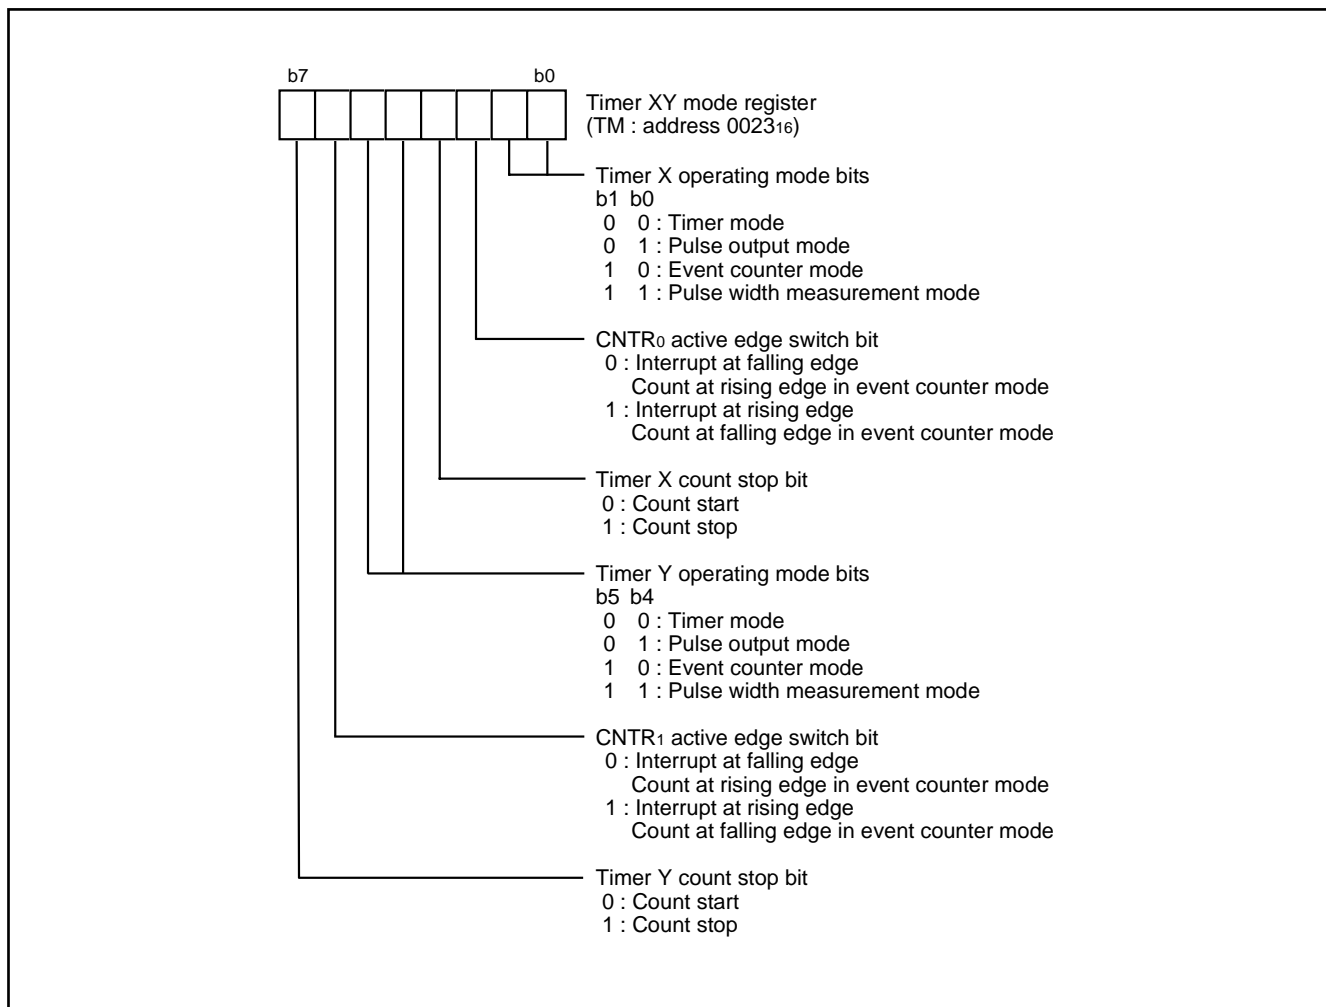 b7 b0
Timer XY mode register
(TM : address 0023₁₆)
Timer X operating mode bits
b1 b0
0 0 : Timer mode
0 1 : Pulse output mode
1 0 : Event counter mode
1 1 : Pulse width measurement mode
CNTR₀ active edge switch bit
0 : Interrupt at falling edge
Count at rising edge in event counter mode
1 : Interrupt at rising edge
Count at falling edge in event counter mode
Timer X count stop bit
0 : Count start
1 : Count stop
Timer Y operating mode bits
b5 b4
0 0 : Timer mode
0 1 : Pulse output mode
1 0 : Event counter mode
1 1 : Pulse width measurement mode
CNTR₁ active edge switch bit
0 : Interrupt at falling edge
Count at rising edge in event counter mode
1 : Interrupt at rising edge
Count at falling edge in event counter mode
Timer Y count stop bit
0 : Count start
1 : Count stop